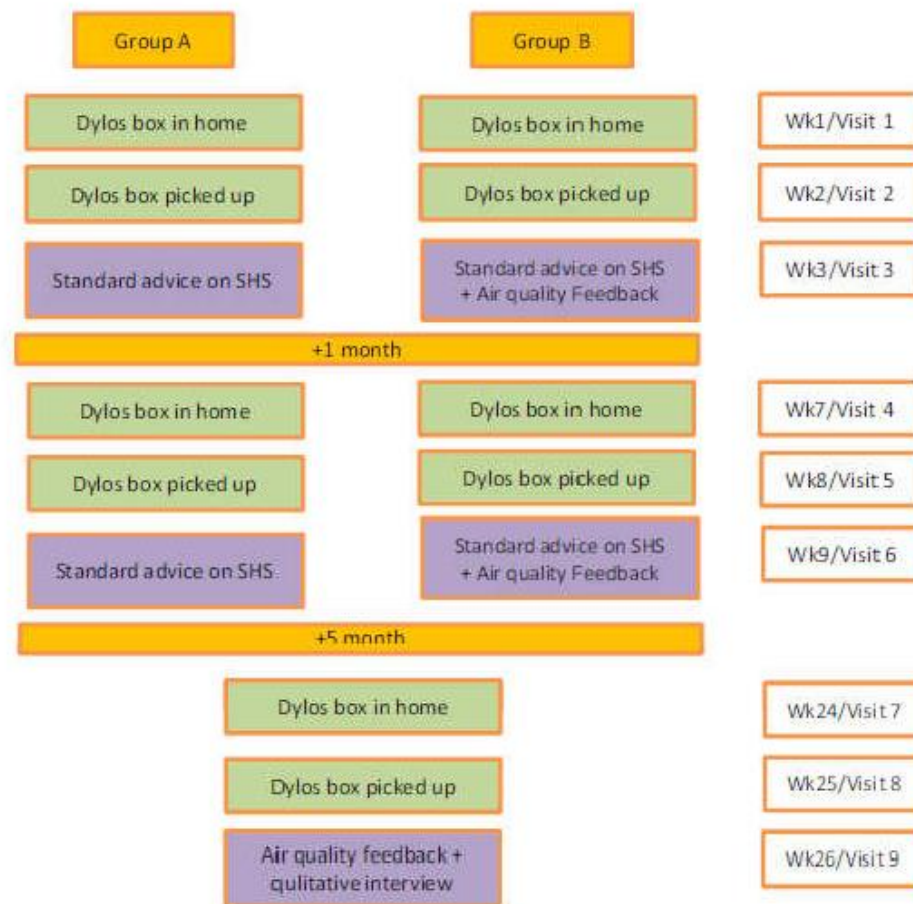 Group A
Group B
Dylos box in home
Dylos box in home
Wk1/Visit 1
Dylos box picked up
Dylos box picked up
Wk2/Visit 2
Standard advice on SHS
Standard advice on SHS
+ Air quality Feedback
Wk3/Visit 3
+1 month
Dylos box in home
Dylos box in home
Wk7/Visit 4
Dylos box picked up
Dylos box picked up
Wk8/Visit 5
Standard advice on SHS
Standard advice on SHS
+ Air quality Feedback
Wk9/Visit 6
+5 month
Dylos box in home
Wk24/Visit 7
Dylos box picked up
Wk25/Visit 8
Air quality feedback +
qulitative interview
Wk26/Visit 9